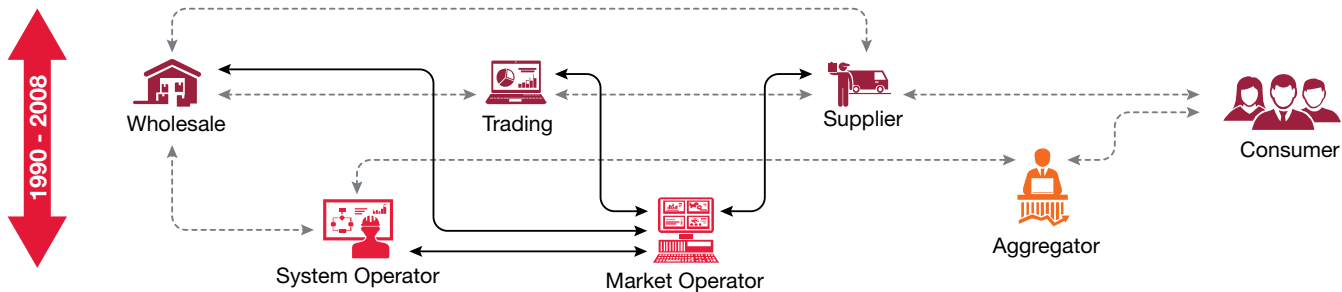 1990 - 2008
Wholesale
Trading
Supplier
Consumer
System Operator
Market Operator
Aggregator